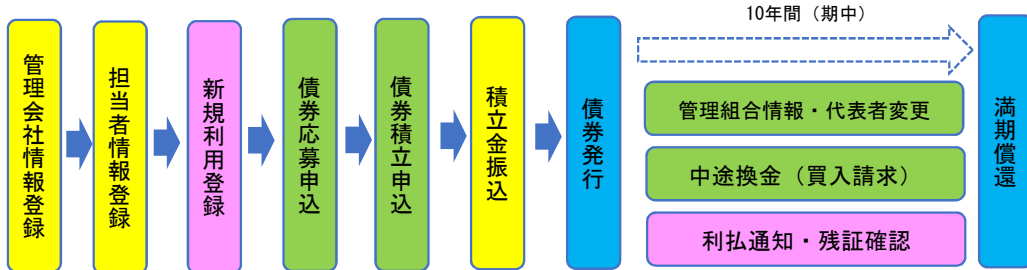 管理会社情報登録
担当者情報登録
新規利用登録
債券応募申込
債券積立申込
積立金振込
債券発行
10年間（期中）
管理組合情報・代表者変更
中途換金（買入請求）
利払通知・残証確認
満期償還